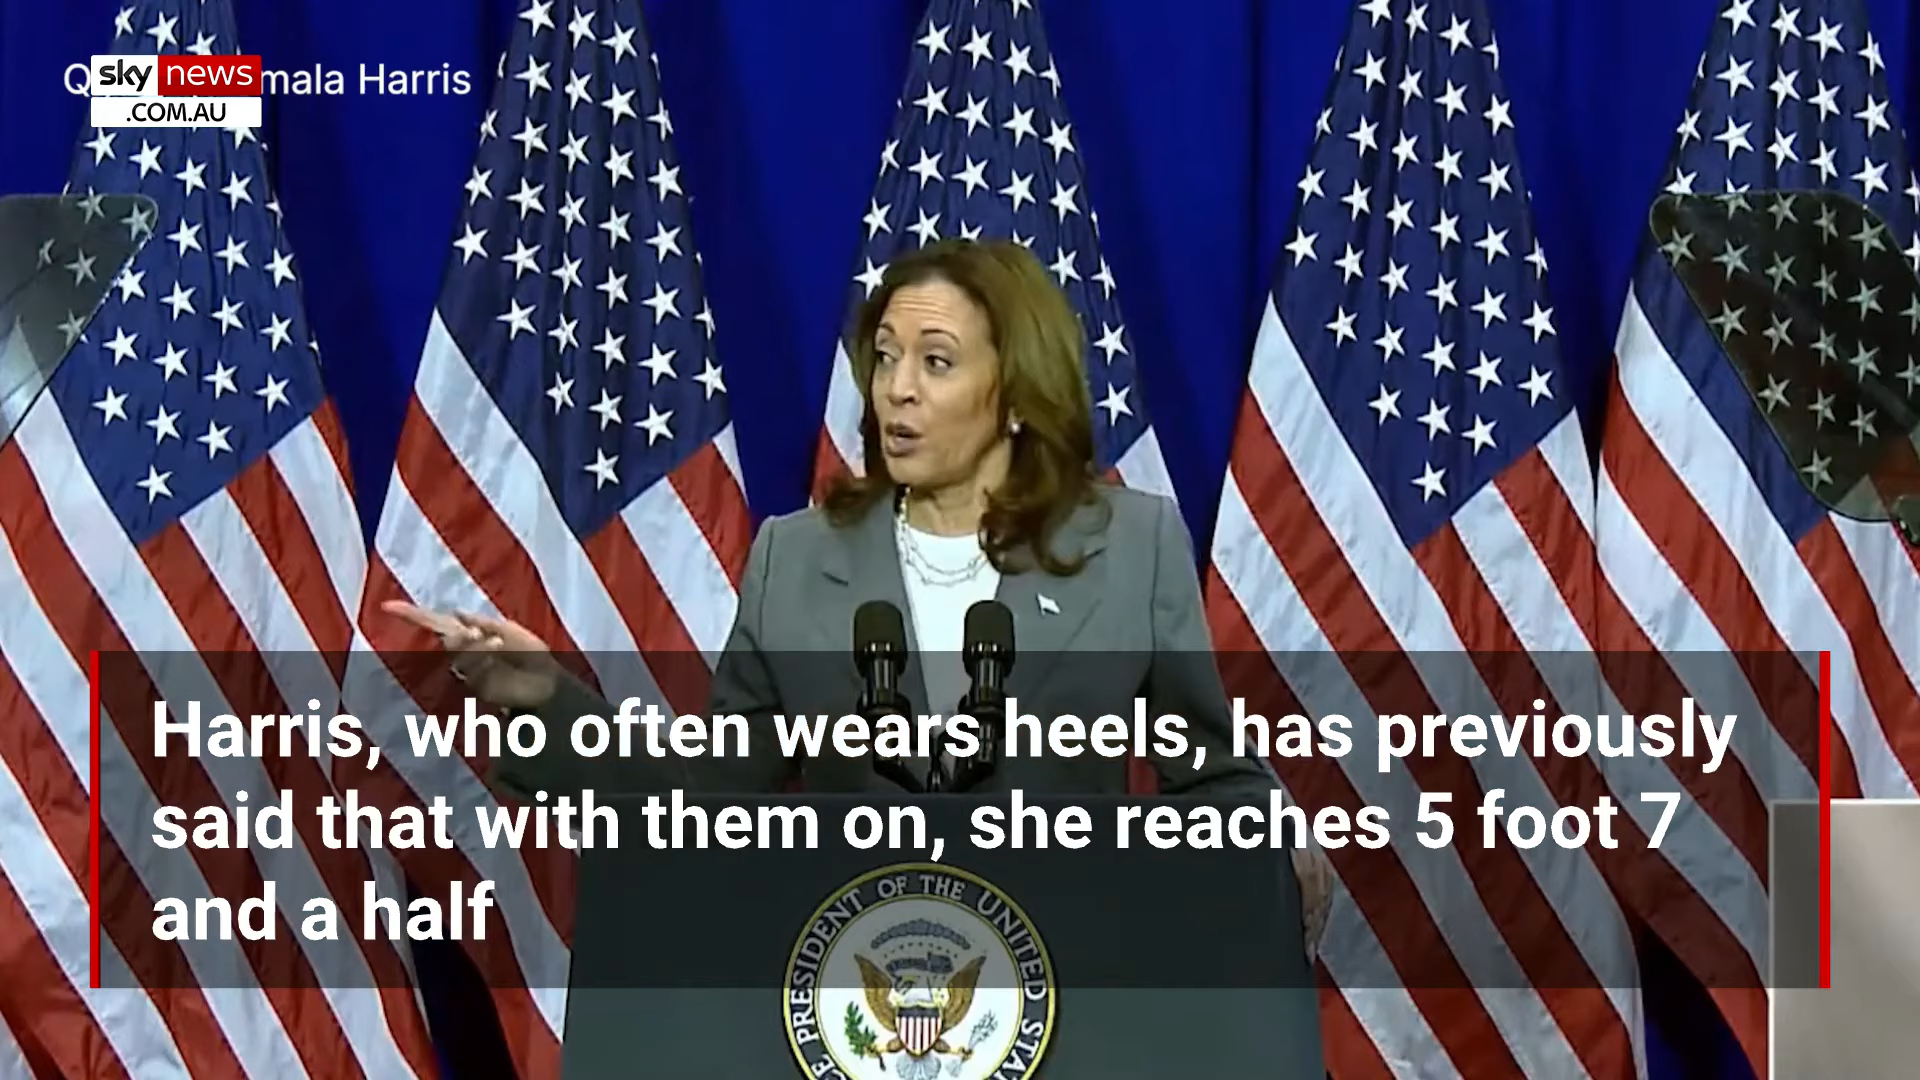 sky news
mala Harris
.COM.AU
Harris, who often wears heels, has previously
said that with them on, she reaches 5 foot 7
and a half
PRESIDENT OF THE UNITED